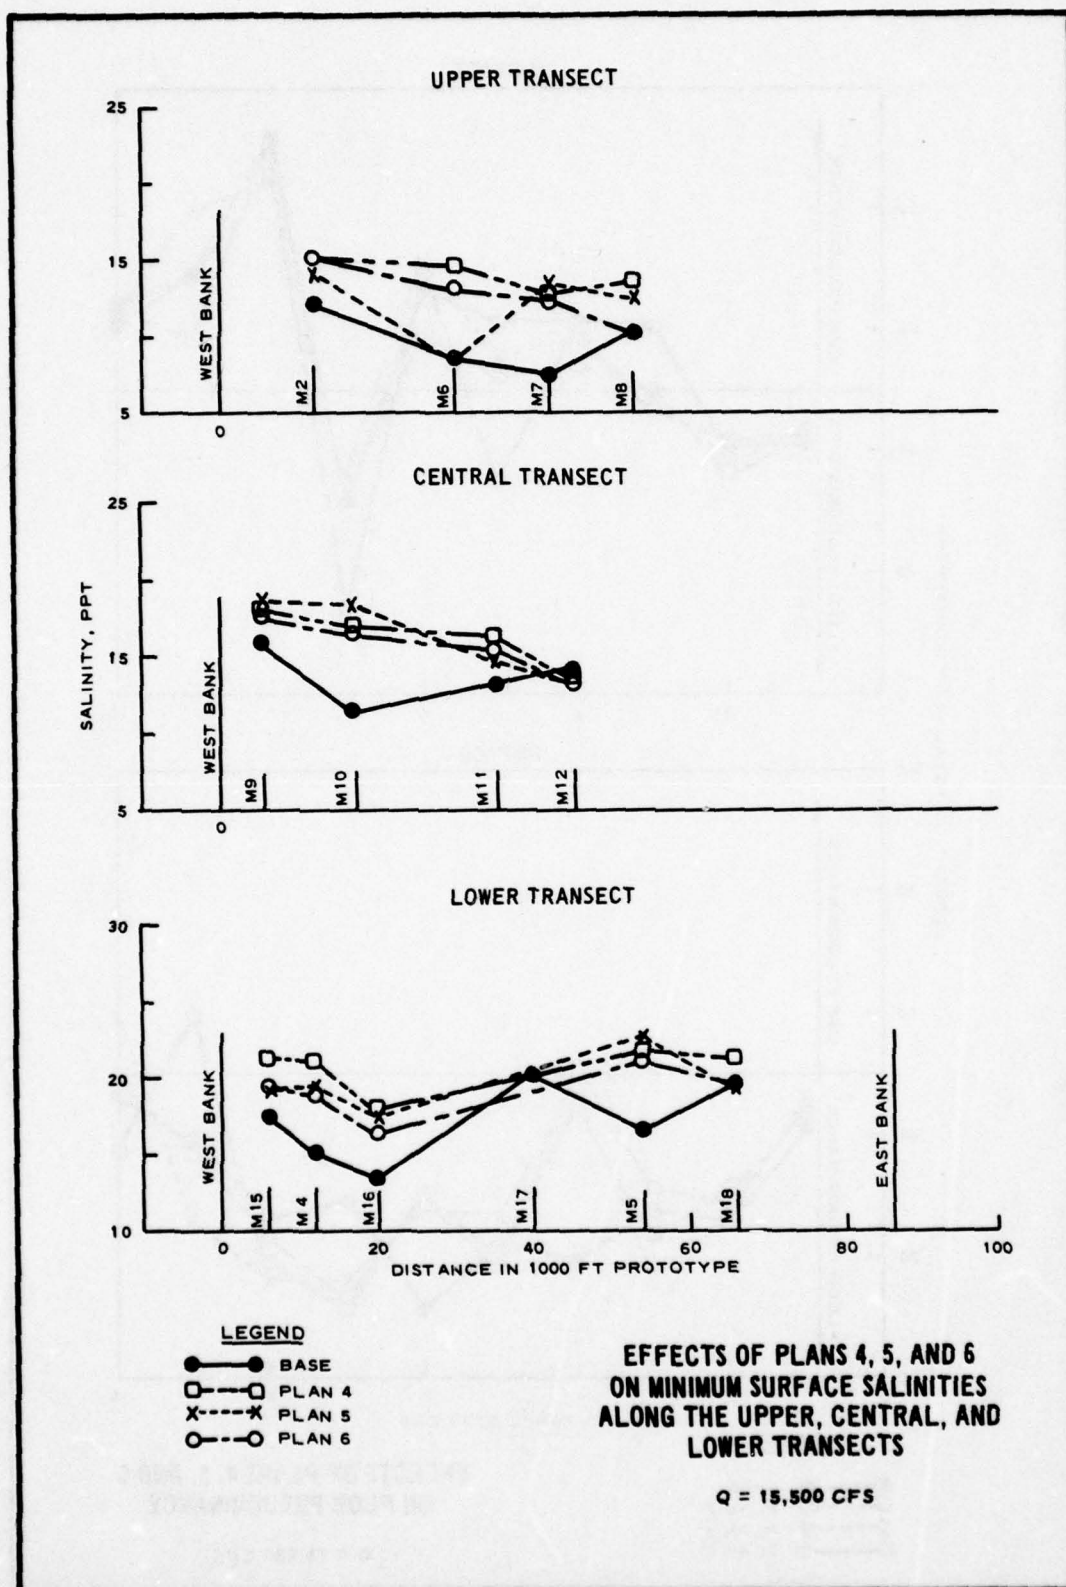 UPPER TRANSECT
25
15
5
WEST BANK
M2
M6
M7
M8
0
CENTRAL TRANSECT
25
15
5
SALINITY, PPT
WEST BANK
M9
M10
M11
M12
0
LOWER TRANSECT
30
20
10
WEST BANK
M15
M 4
M16
M17
M5
M18
EAST BANK
0
20
40
60
80
100
DISTANCE IN 1000 FT PROTOTYPE
LEGEND
BASE
PLAN 4
PLAN 5
PLAN 6
EFFECTS OF PLANS 4, 5, AND 6
ON MINIMUM SURFACE SALINITIES
ALONG THE UPPER, CENTRAL, AND
LOWER TRANSECTS
Q = 15,500 CFS